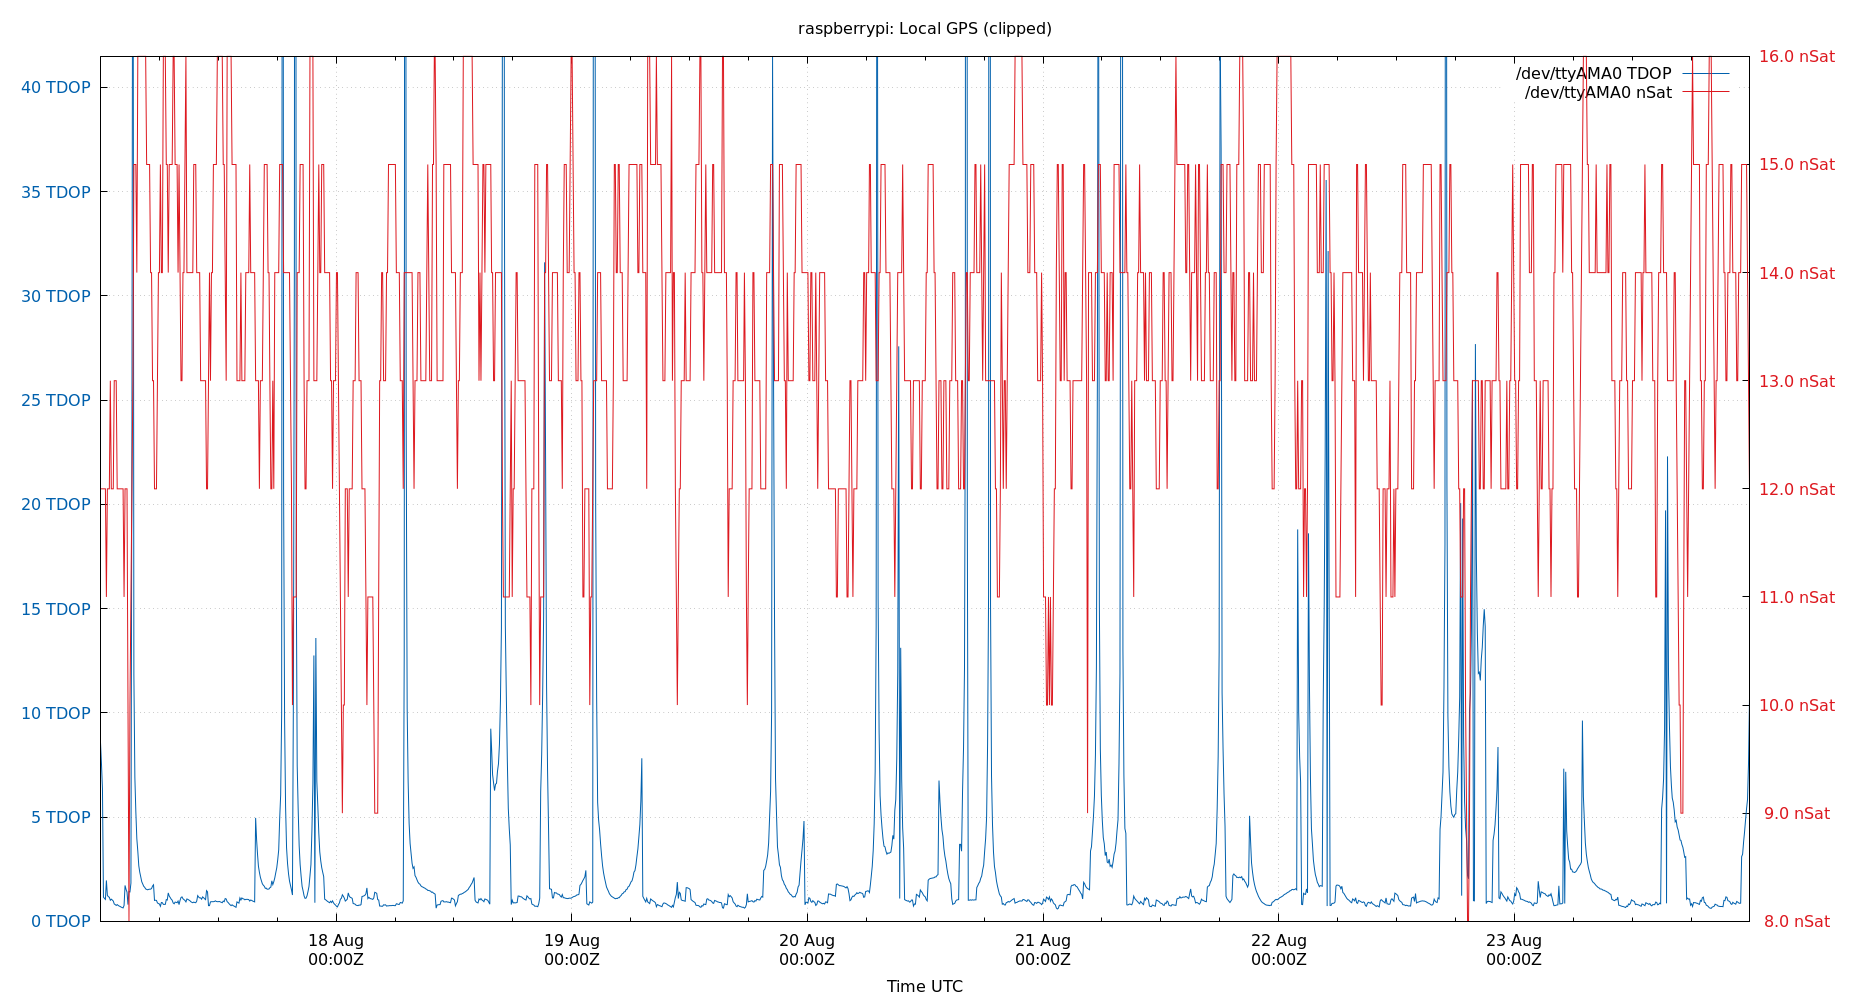 raspberrypi: Local GPS (clipped)
/dev/ttyAMA0 TDOP
/dev/ttyAMA0 nSat
40 TDOP
35 TDOP
30 TDOP
25 TDOP
20 TDOP
15 TDOP
10 TDOP
5 TDOP
0 TDOP
16.0 nSat
15.0 nSat
14.0 nSat
13.0 nSat
12.0 nSat
11.0 nSat
10.0 nSat
9.0 nSat
8.0 nSat
18 Aug
00:00Z
19 Aug
00:00Z
20 Aug
00:00Z
21 Aug
00:00Z
22 Aug
00:00Z
23 Aug
00:00Z
Time UTC